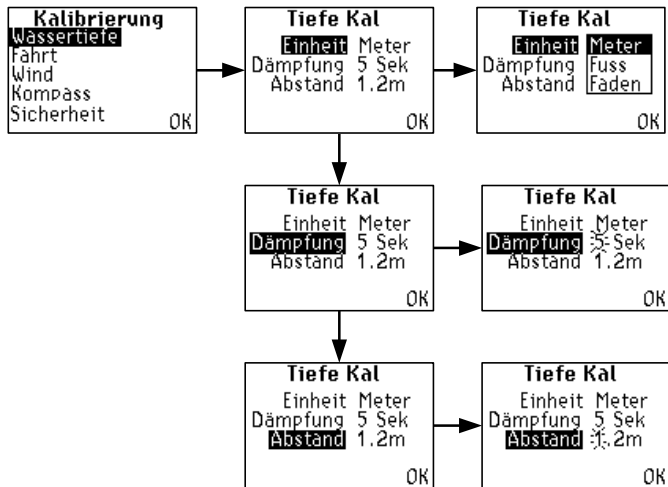 Kalibrierung
Wassertiefe
Fahrt
Wind
Kompass
Sicherheit
OK
Tiefe Kal
Einheit Meter
Dämpfung 5 Sek
Abstand 1.2m
OK
Tiefe Kal
Einheit Meter
Dämpfung Fuss
Abstand Faden
OK
Tiefe Kal
Einheit Meter
Dämpfung 5 Sek
Abstand 1.2m
OK
Tiefe Kal
Einheit Meter
Dämpfung 5 Sek
Abstand 1.2m
OK
Tiefe Kal
Einheit Meter
Dämpfung 5 Sek
Abstand 1.2m
OK
Tiefe Kal
Einheit Meter
Dämpfung 5 Sek
Abstand 1.2m
OK